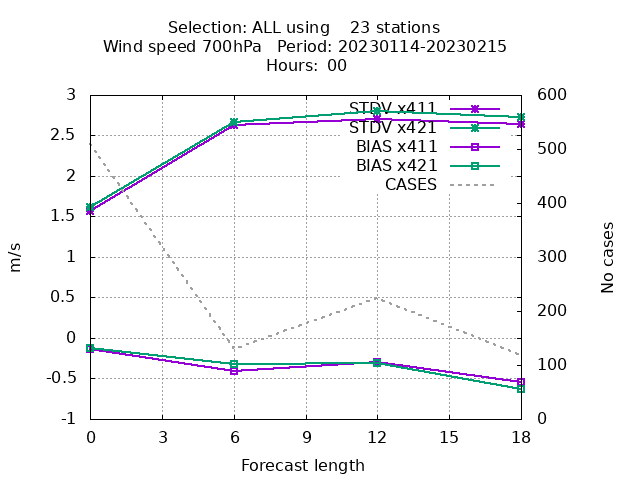 Selection: ALL using 23 stations
Wind speed 700hPa Period: 20230114-20230215
Hours: 00
3
2.5
2
1.5
1
0.5
0
-0.5
-1
600
500
400
300
200
100
0
STDV x411
STDV x421
BIAS x411
BIAS x421
CASES
m/s
No cases
0 3 6 9 12 15 18
Forecast length